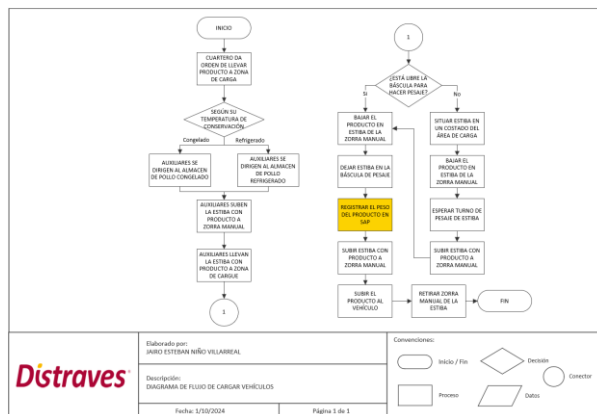 INICIO
CUARTERO DA
ORDEN DE LLEVAR
PRODUCTO A ZONA
DE CARGA
SEGÚN SU
TEMPERATURA DE
CONSERVACIÓN
Congelado
Refrigerado
AUXILIARES SE
DIRIGEN AL ALMACEN
DE POLLO CONGELADO
AUXILIARES SE
DIRIGEN AL ALMACEN
DE POLLO
REFRIGERADO
AUXILIARES SUBEN
LA ESTIBA CON
PRODUCTO A
ZORRA MANUAL
AUXILIARES LLEVAN
LA ESTIBA CON
PRODUCTO A ZONA
DE CARGUE
1
1
¿ESTÁ LIBRE LA
BÁSCULA PARA
HACER PESAJE?
Si
No
BAJAR EL
PRODUCTO EN
ESTIBA DE LA
ZORRA MANUAL
DEJAR ESTIBA EN LA
BÁSCULA DE PESAJE
REGISTRAR EL PESO
DEL PRODUCTO EN
SAP
SUBIR ESTIBA CON
PRODUCTO A
ZORRA MANUAL
SUBIR EL
PRODUCTO AL
VEHÍCULO
SITUAR ESTIBA EN
UN COSTADO DEL
ÁREA DE CARGA
BAJAR EL
PRODUCTO EN
ESTIBA DE LA
ZORRA MANUAL
ESPERAR TURNO DE
PESAJE DE ESTIBA
SUBIR ESTIBA CON
PRODUCTO A
ZORRA MANUAL
RETIRAR ZORRA
MANUAL DE LA
ESTIBA
FIN
Distraves
Elaborado por:
JAIRO ESTEBAN NIÑO VILLARREAL
Descripción:
DIAGRAMA DE FLUJO DE CARGAR VEHÍCULOS
Fecha: 1/10/2024
Página 1 de 1
Convenciones:
Inicio / Fin
Decisión
Conector
Proceso
Datos